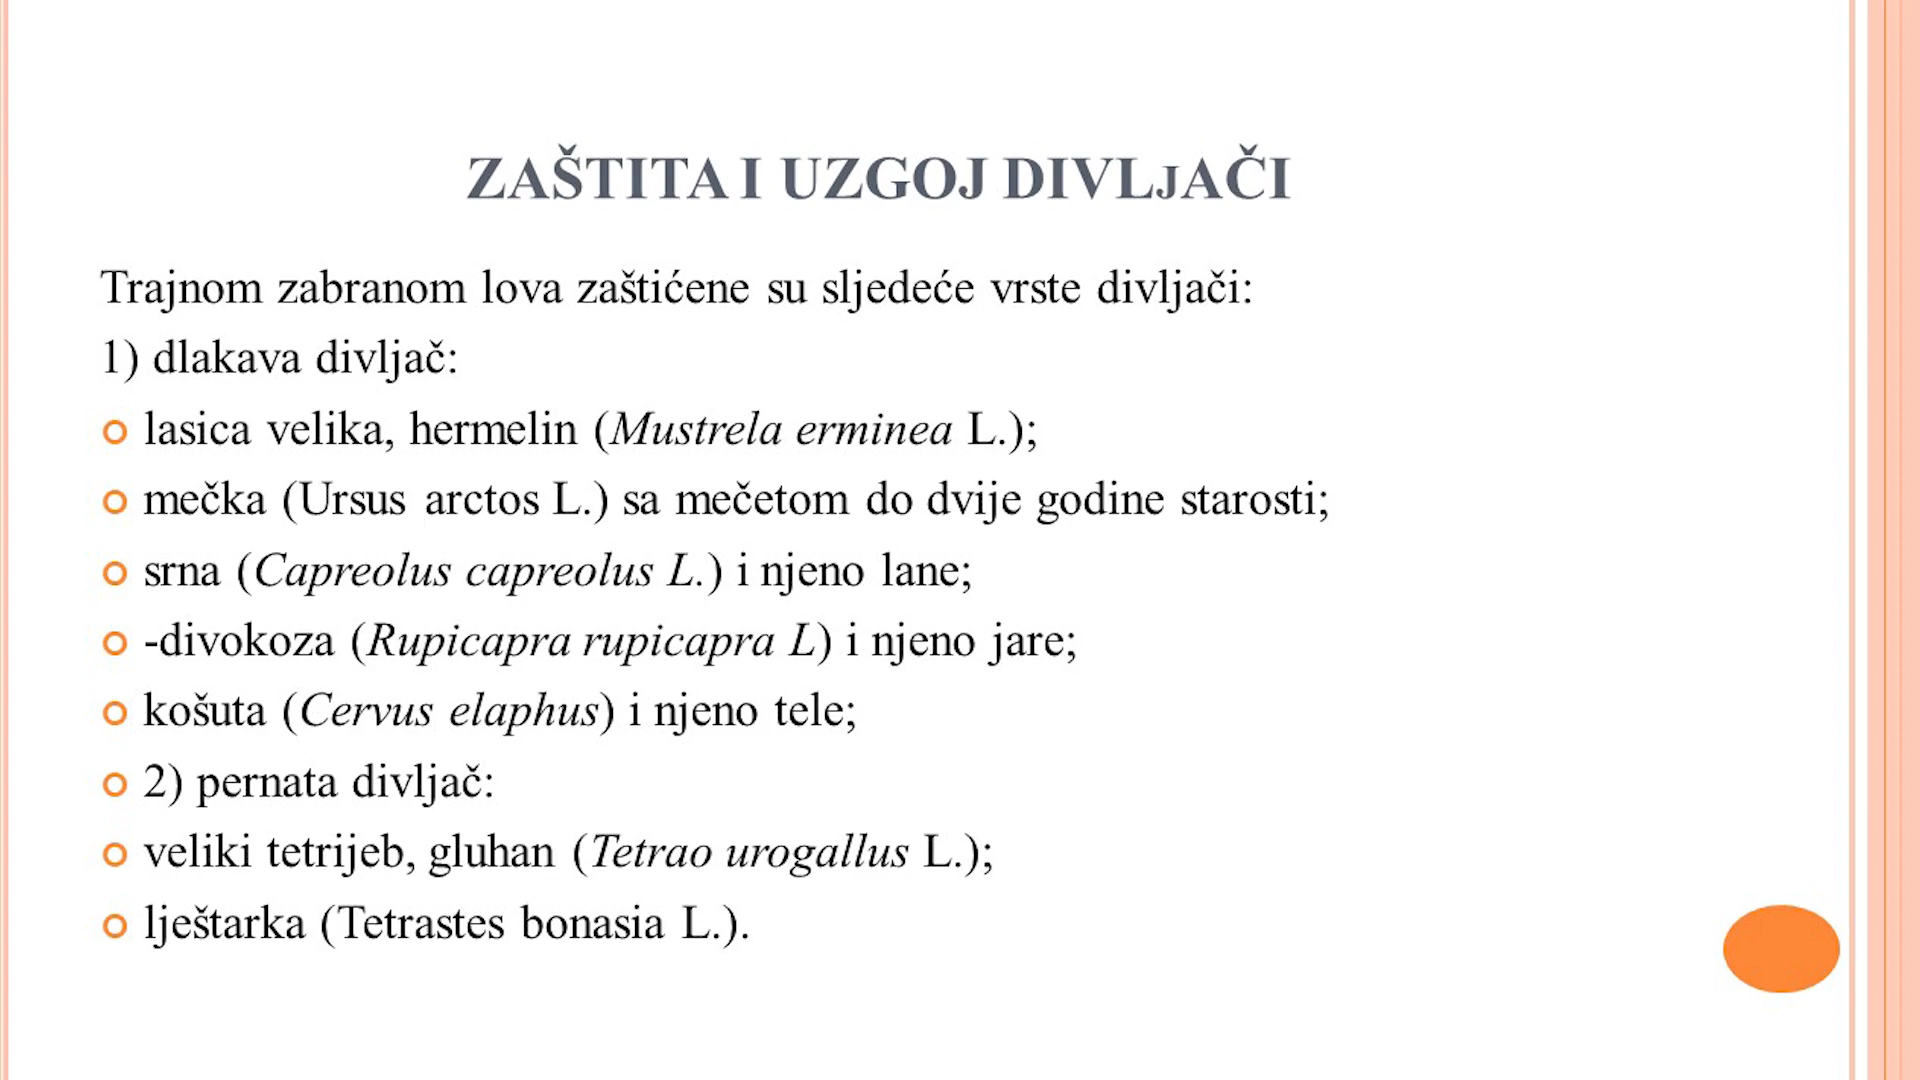 ZAŠTITA I UZGOJ DIVLJAČI
Trajnom zabranom lova zaštićene su sljedeće vrste divljači:
1) dlakava divljač:
lasica velika, hermelin (Mustrela erminea L.);
mečka (Ursus arctos L.) sa mečetom do dvije godine starosti;
srna (Capreolus capreolus L.) i njeno lane;
-divokoza (Rupicapra rupicapra L) i njeno jare;
košuta (Cervus elaphus) i njeno tele;
2) pernata divljač:
veliki tetrijeb, gluhan (Tetrao urogallus L.);
lještarka (Tetrastes bonasia L.).